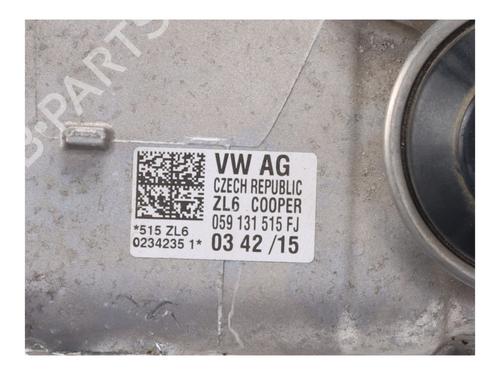 B-PARTS
VW AG
CZECH REPUBLIC
ZL6 COOPER
059 131 515 FJ
03 42 /15
*515 ZL6
0234235 1*